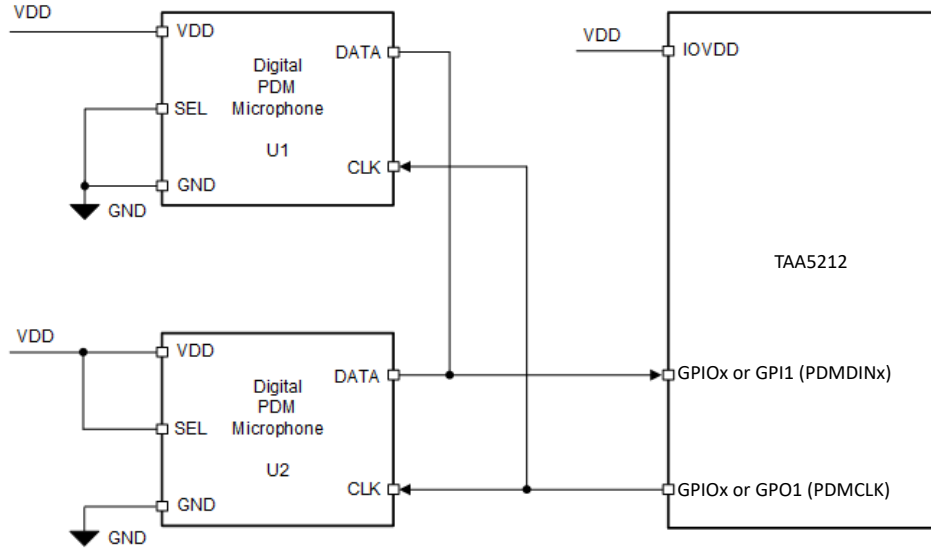 VDD
VDD
DATA
Digital
PDM
Microphone
SEL
U1
CLK
GND
GND
VDD
IOVDD
TAA5212
GPIOx or GPI1 (PDMDINx)
GPIOx or GPO1 (PDMCLK)
VDD
VDD
DATA
Digital
PDM
Microphone
SEL
U2
CLK
GND
GND